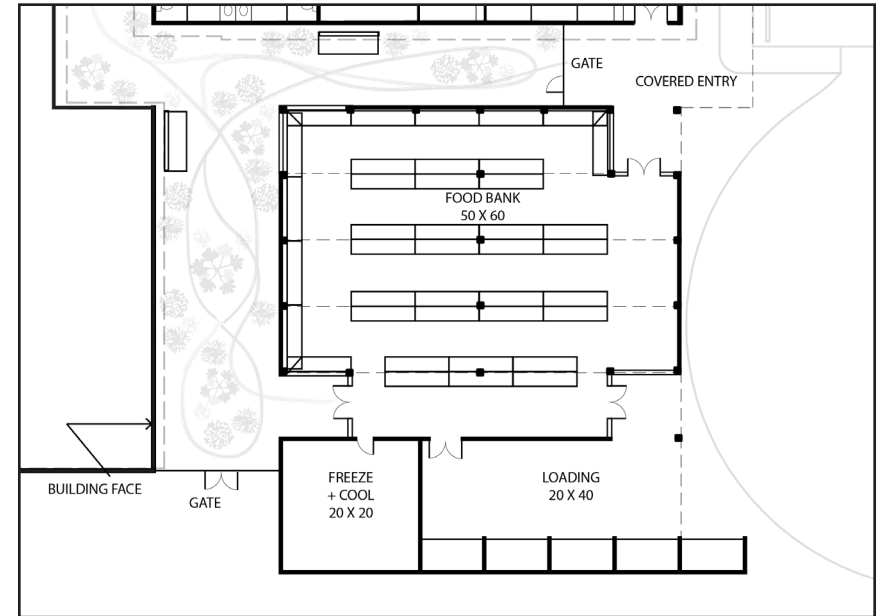 GATE
COVERED ENTRY
FOOD BANK
50 X 60
BUILDING FACE
GATE
FREEZE
+ COOL
20 X 20
LOADING
20 X 40